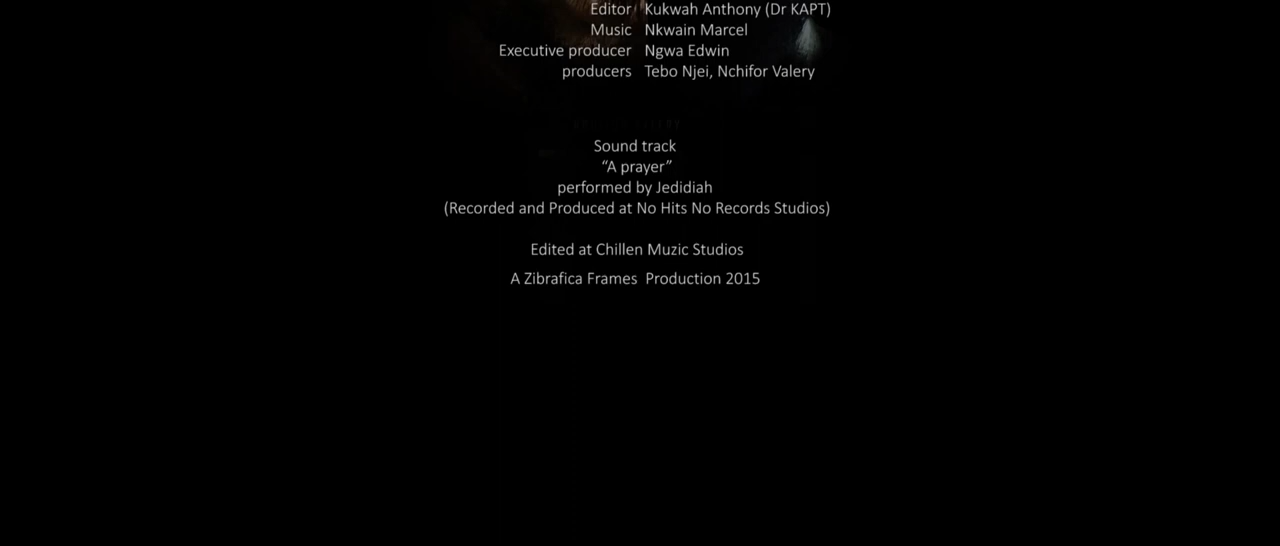 Editor Kukwah Anthony (Dr KAPT)
Music Nkwain Marcel
Executive producer Ngwa Edwin
producers Tebo Njei, Nchifor Valery
Sound track
“A prayer”
performed by Jedidiah
(Recorded and Produced at No Hits No Records Studios)
Edited at Chillen Muzic Studios
A Zibrafica Frames Production 2015